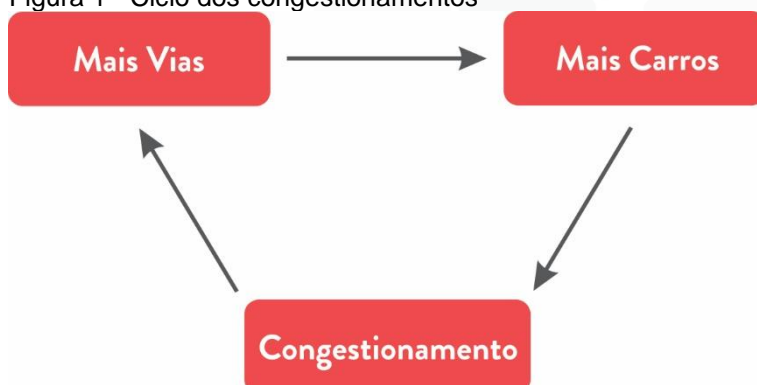 Figura 1 - Ciclo dos congestionamentos
Mais Vias
Mais Carros
Congestionamento